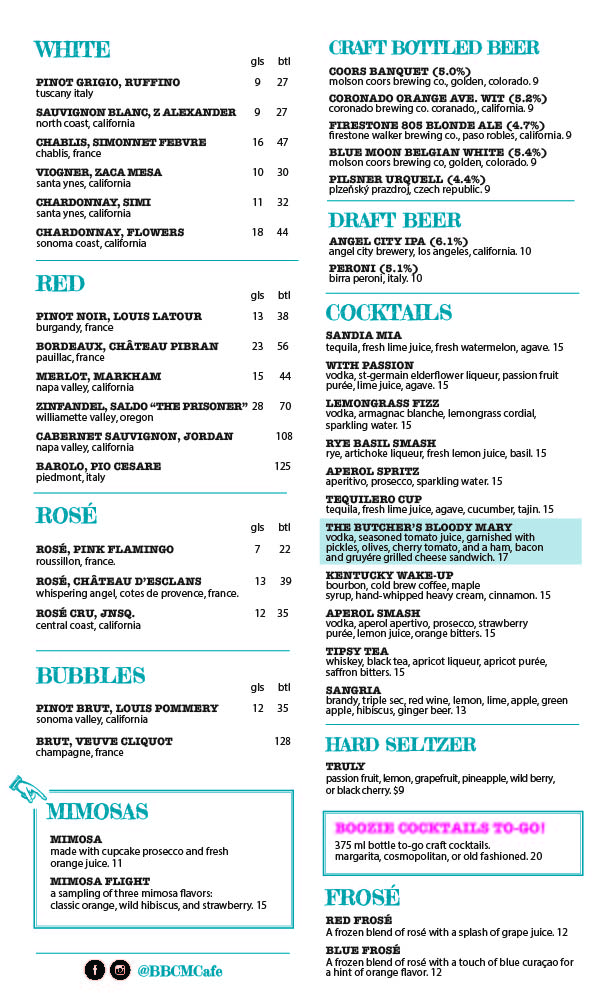 WHITE
gls btl
PINOT GRIGIO, RUFFINO 9 27
tuscany italy
SAUVIGNON BLANC, Z ALEXANDER 9 27
north coast, california
CHABLIS, SIMONNET FEBVRE 16 47
chablis, france
VIOGNER, ZACA MESA 10 30
santa ynes, california
CHARDONNAY, SIMI 11 32
santa ynes, california
CHARDONNAY, FLOWERS 18 44
sonoma coast, california
RED
gls btl
PINOT NOIR, LOUIS LATOUR 13 38
burgandy, france
BORDEAUX, CHÂTEAU PIBRAN 23 56
pauillac, france
MERLOT, MARKHAM 15 44
napa valley, california
ZINFANDEL, SALDO “THE PRISONER” 28 70
williamette valley, oregon
CABERNET SAUVIGNON, JORDAN 108
napa valley, california
BAROLO, PIO CESARE 125
piedmont, italy
ROSÉ
gls btl
ROSÉ, PINK FLAMINGO 7 22
roussillon, france.
ROSÉ, CHÂTEAU D’ESCLANS 13 39
whispering angel, cotes de provence, france.
ROSÉ CRU, JNSQ. 12 35
central coast, california
BUBBLES
gls btl
PINOT BRUT, LOUIS POMMERY 12 35
sonoma valley, california
BRUT, VEUVE CLIQUOT 128
champagne, france
MIMOSAS
MIMOSA
made with cupcake prosecco and fresh
orange juice. 11
MIMOSA FLIGHT
a sampling of three mimosa flavors:
classic orange, wild hibiscus, and strawberry. 15
@BBCMCafe
CRAFT BOTTLED BEER
COORS BANQUET (5.0%)
molson coors brewing co., golden, colorado. 9
CORONADO ORANGE AVE. WIT (5.2%)
coronado brewing co. coronado,, california. 9
FIRESTONE 805 BLONDE ALE (4.7%)
firestone walker brewing co., paso robles, california. 9
BLUE MOON BELGIAN WHITE (5.4%)
molson coors brewing co, golden, colorado. 9
PILSNER URQUELL (4.4%)
plzeňský prazdroj, czech republic. 9
DRAFT BEER
ANGEL CITY IPA (6.1%)
angel city brewery, los angeles, california. 10
PERONI (5.1%)
birra peroni, italy. 10
COCKTAILS
SANDIA MIA
tequila, fresh lime juice, fresh watermelon, agave. 15
WITH PASSION
vodka, st-germain elderflower liqueur, passion fruit
purée, lime juice, agave. 15
LEMONGRASS FIZZ
vodka, armagnac blanche, lemongrass cordial,
sparkling water. 15
RYE BASIL SMASH
rye, artichoke liqueur, fresh lemon juice, basil. 15
APEROL SPRITZ
aperitivo, prosecco, sparkling water. 15
TEQUILERO CUP
tequila, fresh lime juice, agave, cucumber, tajin. 15
THE BUTCHER’S BLOODY MARY
vodka, seasoned tomato juice, garnished with
pickles, olives, cherry tomato, and a ham, bacon
and gruyére grilled cheese sandwich. 17
KENTUCKY WAKE-UP
bourbon, cold brew coffee, maple
syrup, hand-whipped heavy cream, cinnamon. 15
APEROL SMASH
vodka, aperol apertivo, prosecco, strawberry
purée, lemon juice, orange bitters. 15
TIPSY TEA
whiskey, black tea, apricot liqueur, apricot purée,
saffron bitters. 15
SANGRIA
brandy, triple sec, red wine, lemon, lime, apple, green
apple, hibiscus, ginger beer. 13
HARD SELTZER
TRULY
passion fruit, lemon, grapefruit, pineapple, wild berry,
or black cherry. $9
BOOZIE COCKTAILS TO-GO!
375 ml bottle to-go craft cocktails.
margarita, cosmopolitan, or old fashioned. 20
FROSÉ
RED FROSÉ
A frozen blend of rosé with a splash of grape juice. 12
BLUE FROSÉ
A frozen blend of rosé with a touch of blue curaçao for
a hint of orange flavor. 12